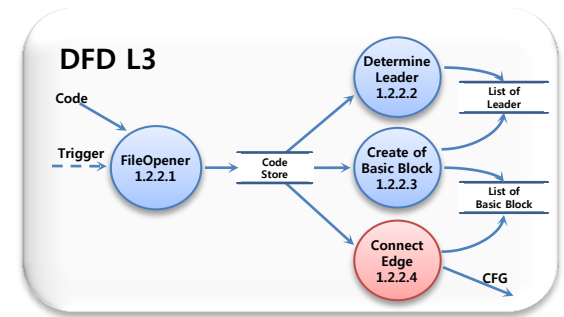 DFD L3
Code
Trigger
FileOpener
1.2.2.1
Code
Store
Determine
Leader
1.2.2.2
List of
Leader
Create of
Basic Block
1.2.2.3
List of
Basic Block
Connect
Edge
1.2.2.4
CFG